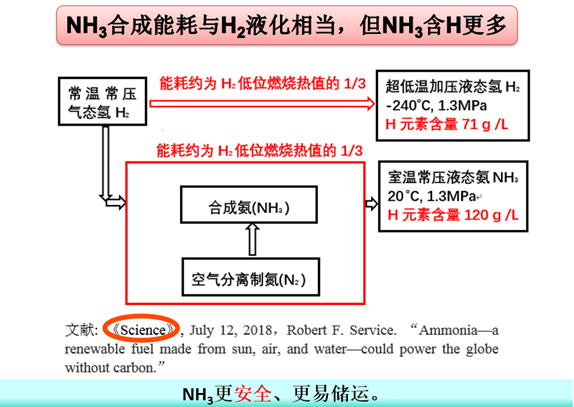 NH₃合成能耗与H₂液化相当，但NH₃含H更多
能耗约为 H₂ 低位燃烧热值的 1/3
常温常压
气态氢 H₂
超低温加压液态氢 H₂
-240℃, 1.3MPa
H 元素含量 71 g /L
能耗约为 H₂ 低位燃烧热值的 1/3
合成氨(NH₃)
空气分离制氮(N₂)
室温常压液态氨 NH₃
20℃, 1.3MPa
H 元素含量 120 g /L
文献: 《Science》, July 12, 2018，Robert F. Service. “Ammonia—a
renewable fuel made from sun, air, and water—could power the globe
without carbon.”
NH₃更安全、更易储运。